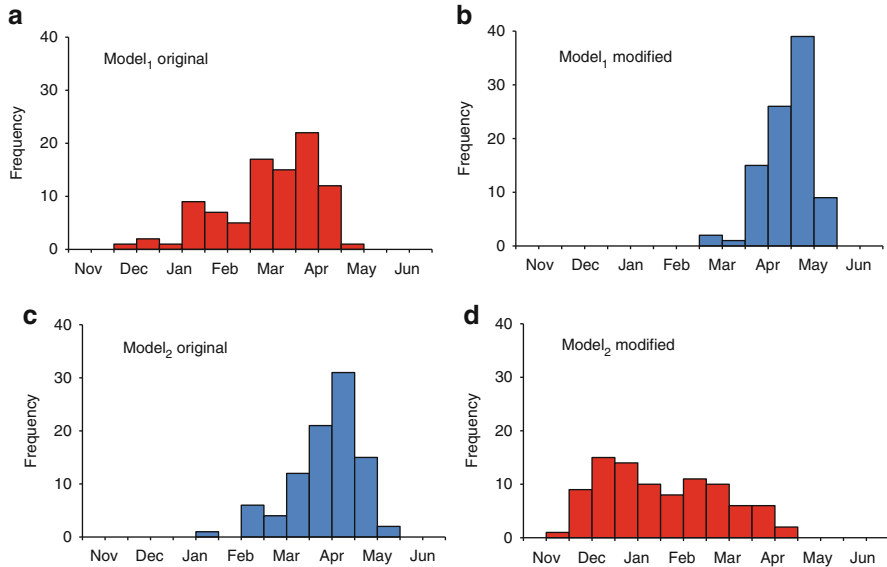 a
Model1 original
Frequency
40
30
20
10
0
Nov Dec Jan Feb Mar Apr May Jun
b
Model1 modified
Frequency
40
30
20
10
0
Nov Dec Jan Feb Mar Apr May Jun
c
Model2 original
Frequency
40
30
20
10
0
Nov Dec Jan Feb Mar Apr May Jun
d
Model2 modified
Frequency
40
30
20
10
0
Nov Dec Jan Feb Mar Apr May Jun